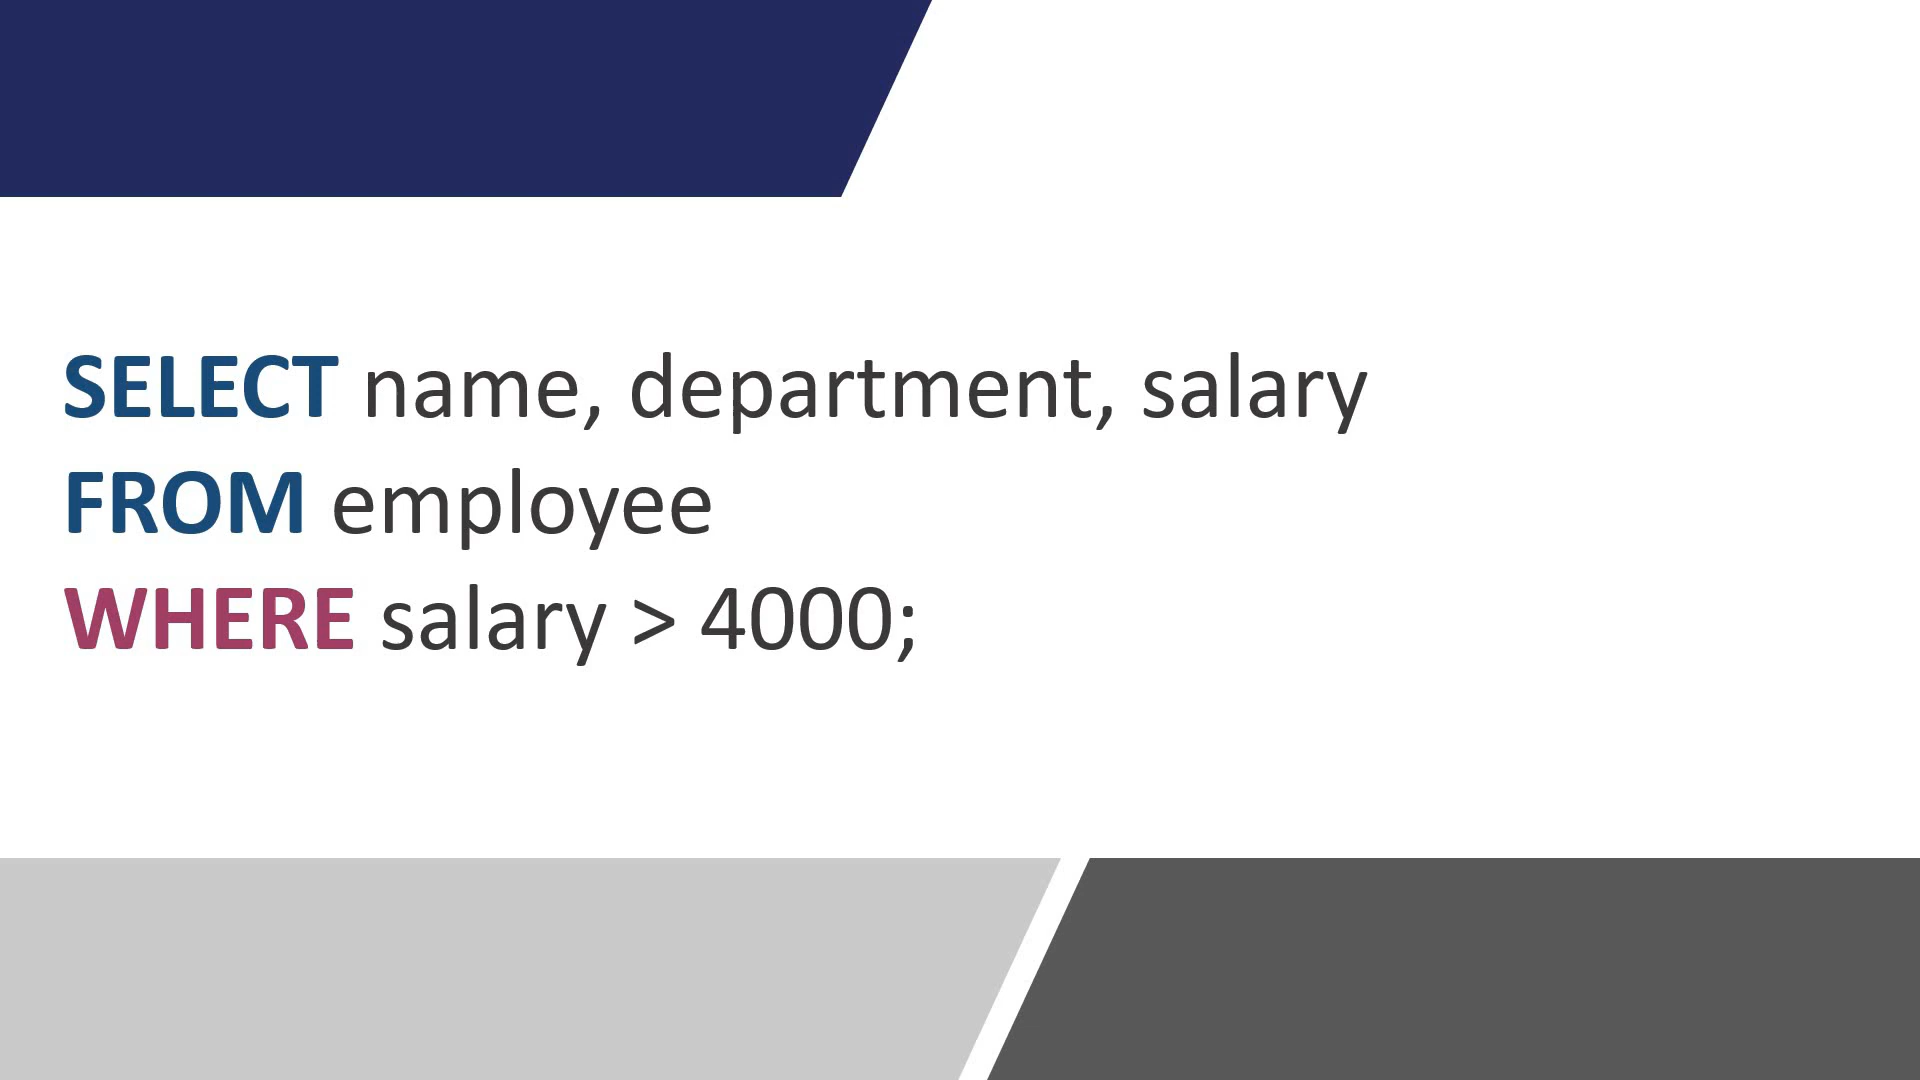 SELECT name, department, salary
FROM employee
WHERE salary > 4000;